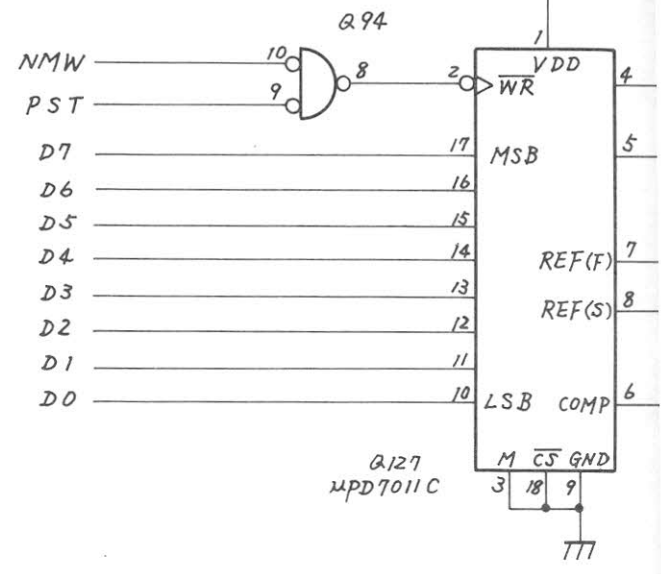 Q94
NMW 10 8 2 WR VDD 1 4
PST 9
D7 17 MSB 5
D6 16
D5 15
D4 14 REF(F) 7
D3 13 REF(S) 8
D2 12
D1 11
D0 10 LSB COMP 6
Q127 M CS GND
μPD7011C 3 18 9